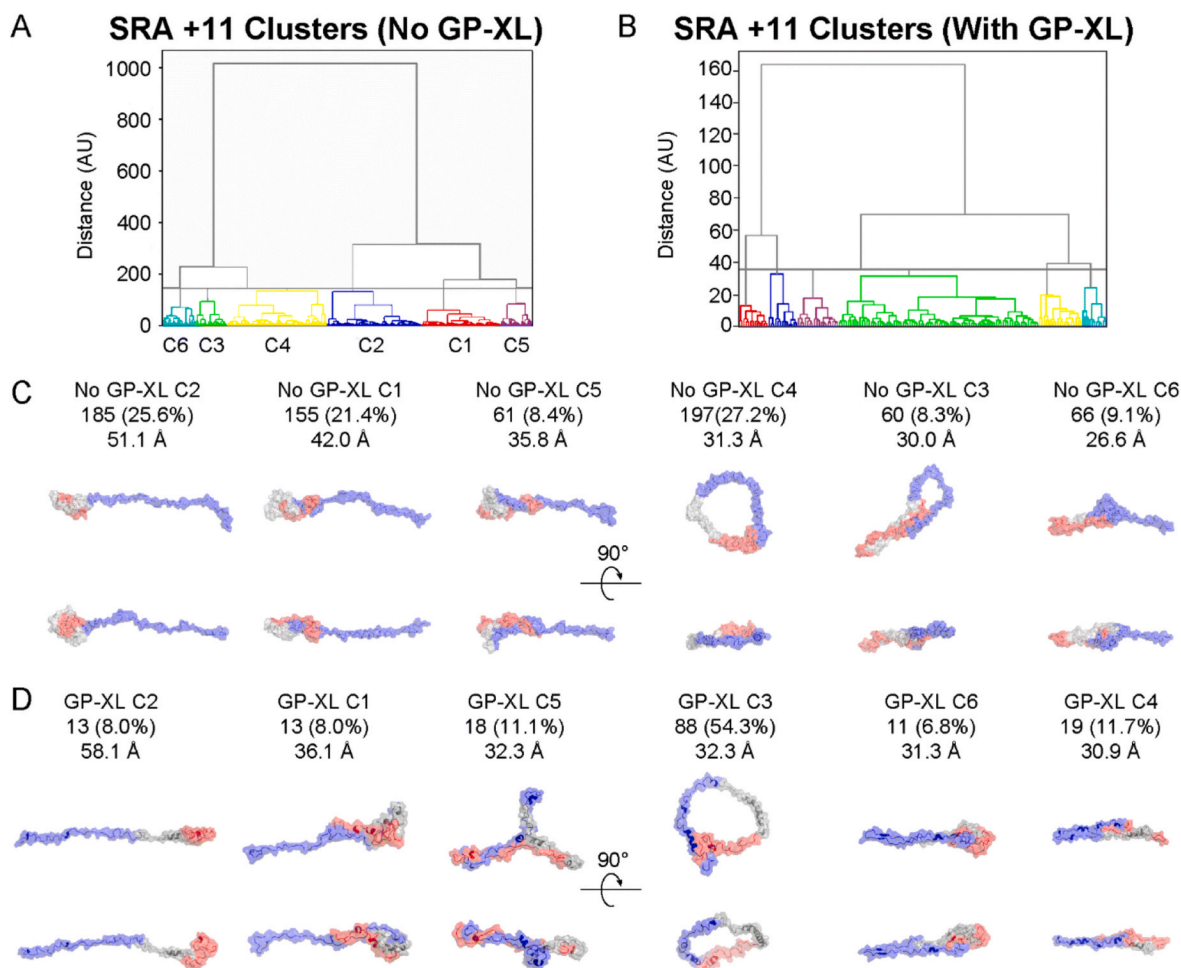 A
SRA +11 Clusters (No GP-XL)
Distance (AU)
1000
800
600
400
200
0
C6 C3 C4 C2 C1 C5
B
SRA +11 Clusters (With GP-XL)
Distance (AU)
160
140
120
100
80
60
40
20
0
C
No GP-XL C2
185 (25.6%)
51.1 Å
No GP-XL C1
155 (21.4%)
42.0 Å
No GP-XL C5
61 (8.4%)
35.8 Å
No GP-XL C4
197(27.2%)
31.3 Å
No GP-XL C3
60 (8.3%)
30.0 Å
No GP-XL C6
66 (9.1%)
26.6 Å
90°
D
GP-XL C2
13 (8.0%)
58.1 Å
GP-XL C1
13 (8.0%)
36.1 Å
GP-XL C5
18 (11.1%)
32.3 Å
GP-XL C3
88 (54.3%)
32.3 Å
GP-XL C6
11 (6.8%)
31.3 Å
GP-XL C4
19 (11.7%)
30.9 Å
90°